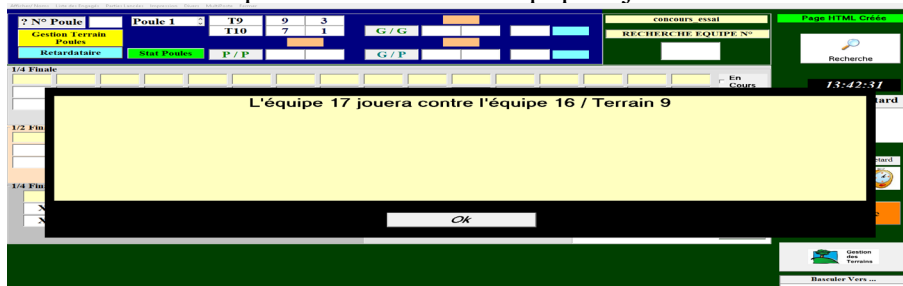 ? N° Poule
Poule 1
T9 9 3
concours_essai
Page HTML Créée
Gestion Terrain
Poules
T10 7 1
G / G
RECHERCHE EQUIPE N°
Retardataire
Stat Poules
P / P
G / P
Recherche
1/4 Finale
En
Cours
13:42:31
L'équipe 17 jouera contre l'équipe 16 / Terrain 9
tard
1/2 Fin
etard
1/4 Fin
X
X
Ok
Gestion
des
Terrains
Basculer Vers ...